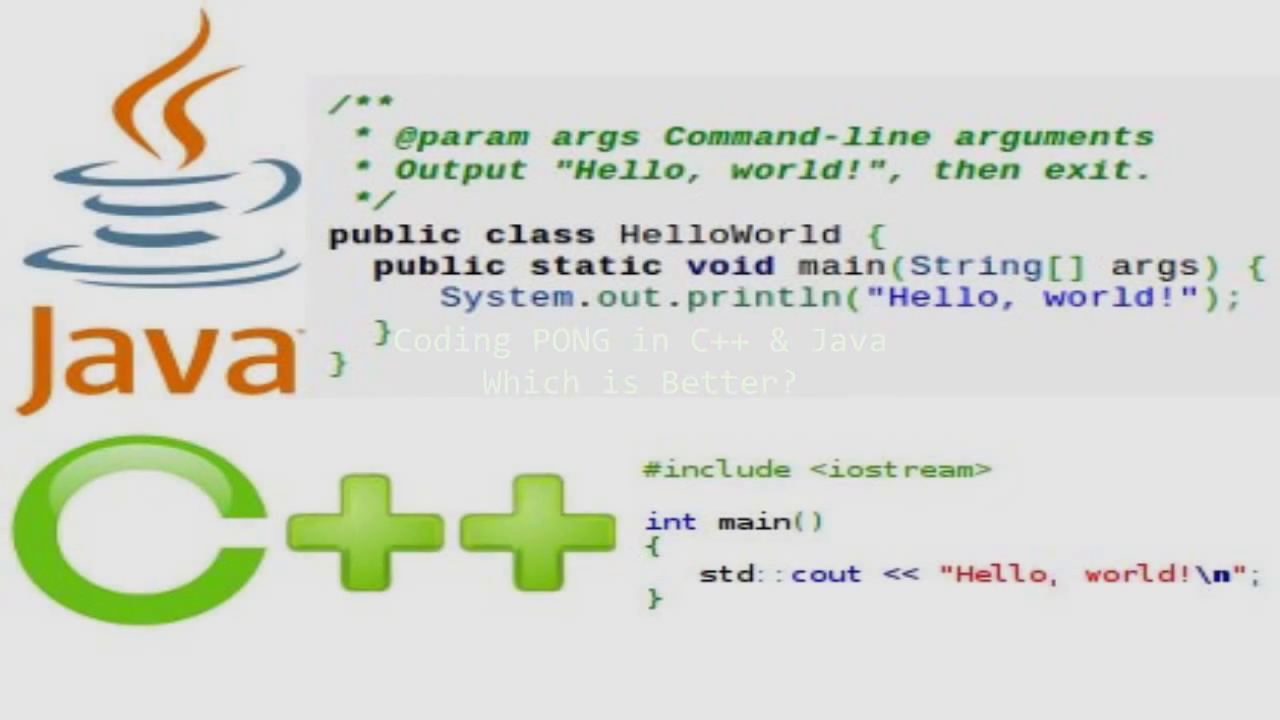 /**
* @param args Command-line arguments
* Output "Hello, world!", then exit.
*/
public class HelloWorld {
public static void main(String[] args) {
System.out.println("Hello, world!");
}
}
Java
Coding PONG in C++ & Java
Which is Better?
C++
#include <iostream>
int main()
{
std::cout << "Hello, world!\n";
}